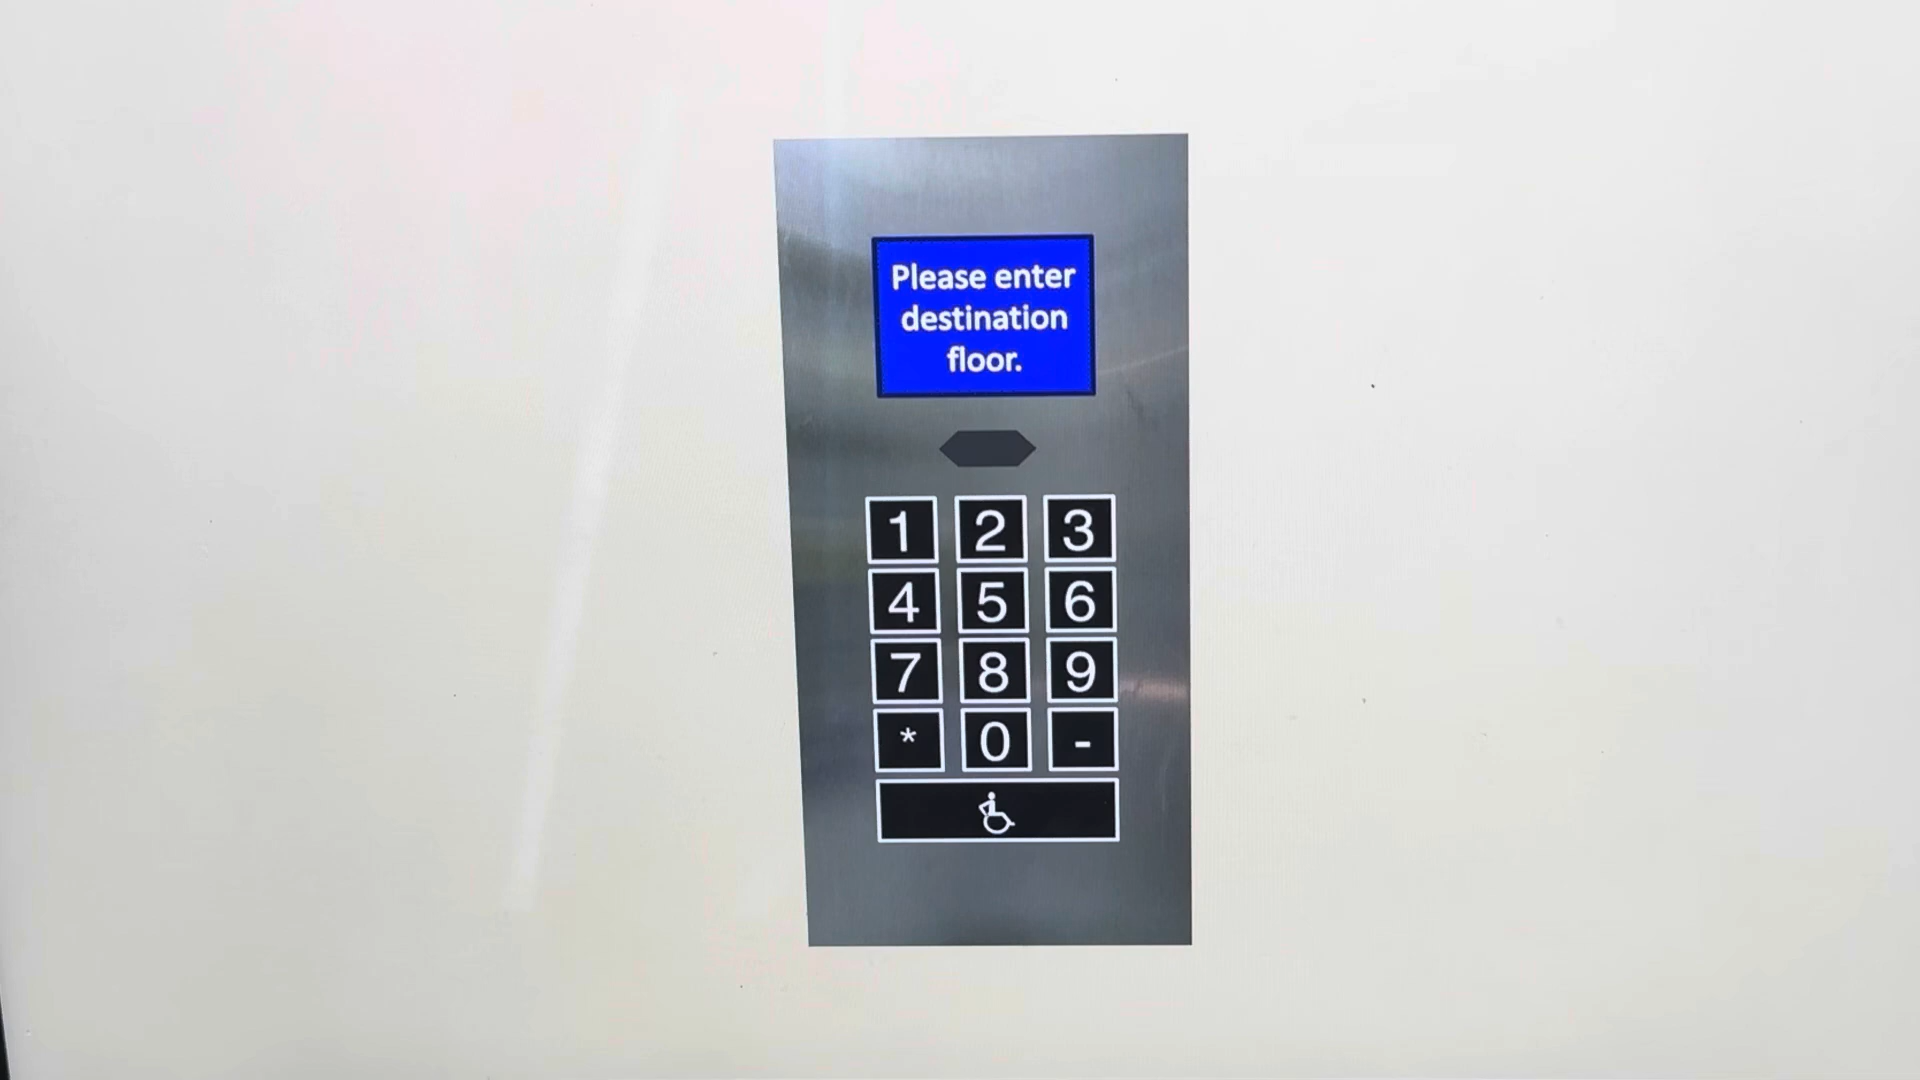 Please enter
destination
floor.
1 2 3
4 5 6
7 8 9
* 0 -